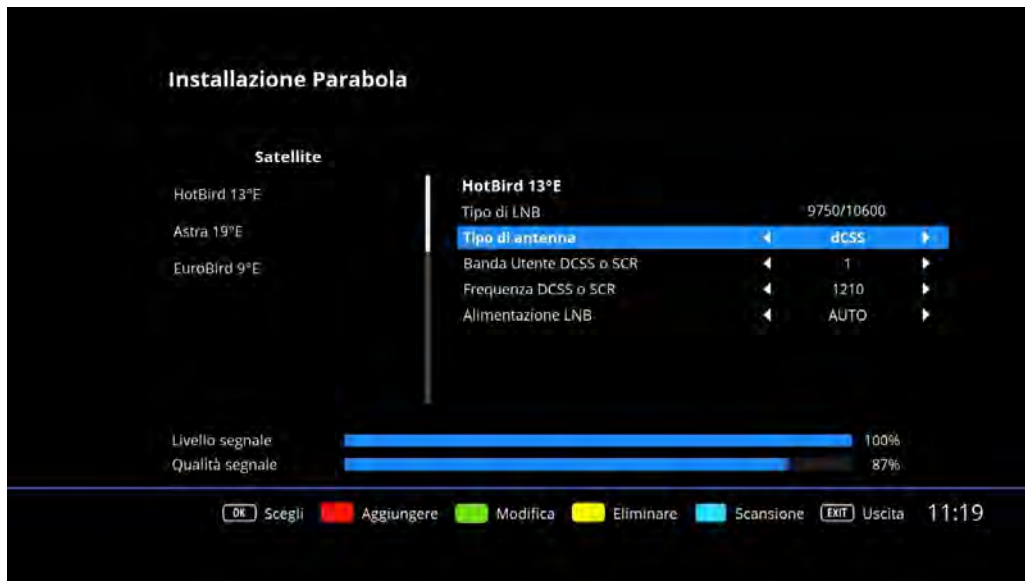 Installazione Parabola
Satellite
HotBird 13°E
Astra 19°E
EuroBird 9°E
HotBird 13°E
Tipo di LNB 9750/10600
Tipo di antenna dCSS
Banda Utente DCSS o SCR 1
Frequenza DCSS o SCR 1210
Alimentazione LNB AUTO
Livello segnale 100%
Qualità segnale 87%
OK Scegli Aggiungere Modifica Eliminare Scansione EXIT Uscita 11:19